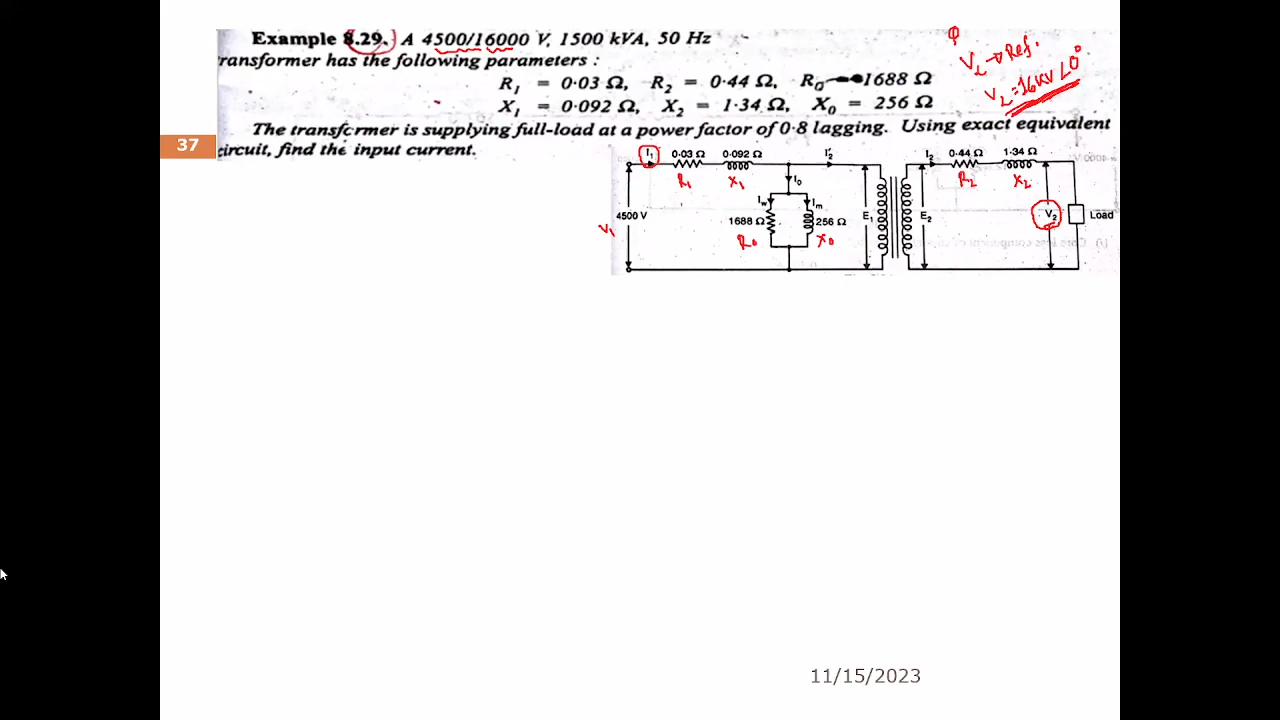 Example 8.29. A 4500/16000 V, 1500 kVA, 50 Hz
ransformer has the following parameters :
R1 = 0·03 Ω, R2 = 0·44 Ω, R0 1688 Ω
X1 = 0·092 Ω, X2 = 1·34 Ω, X0 = 256 Ω
The transformer is supplying full-load at a power factor of 0·8 lagging. Using exact equivalent
circuit, find the input current.
37
φ
V2 → Ref.
V2 = 16KV ∠0°
I1 0·03 Ω 0·092 Ω I'2 I2 0·44 Ω 1·34 Ω
R1 X1 I0 R2 X2
Iw Im
V1 4500 V 1688 Ω 256 Ω E1 E2 V2 Load
R0 X0
11/15/2023